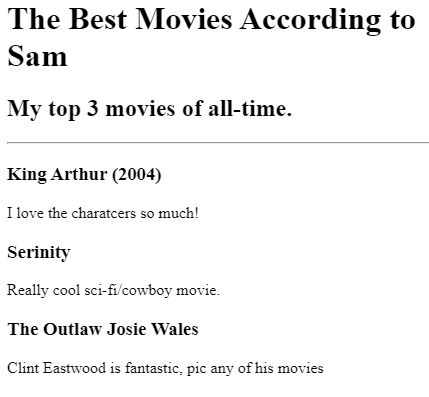 The Best Movies According to
Sam
My top 3 movies of all-time.
King Arthur (2004)
I love the charatcers so much!
Serinity
Really cool sci-fi/cowboy movie.
The Outlaw Josie Wales
Clint Eastwood is fantastic, pic any of his movies